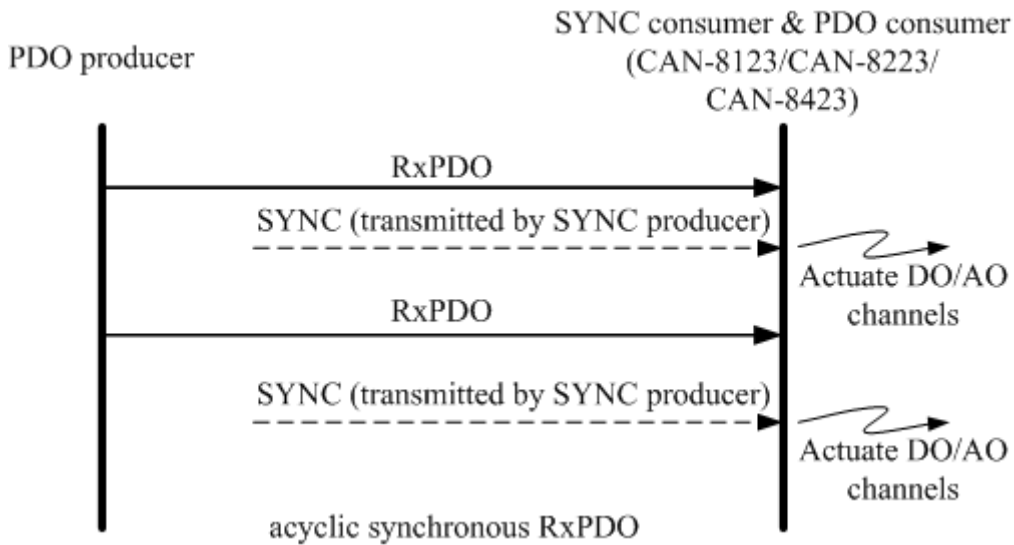 PDO producer
SYNC consumer & PDO consumer
(CAN-8123/CAN-8223/
CAN-8423)
RxPDO
SYNC (transmitted by SYNC producer)
Actuate DO/AO
channels
RxPDO
SYNC (transmitted by SYNC producer)
Actuate DO/AO
channels
acyclic synchronous RxPDO